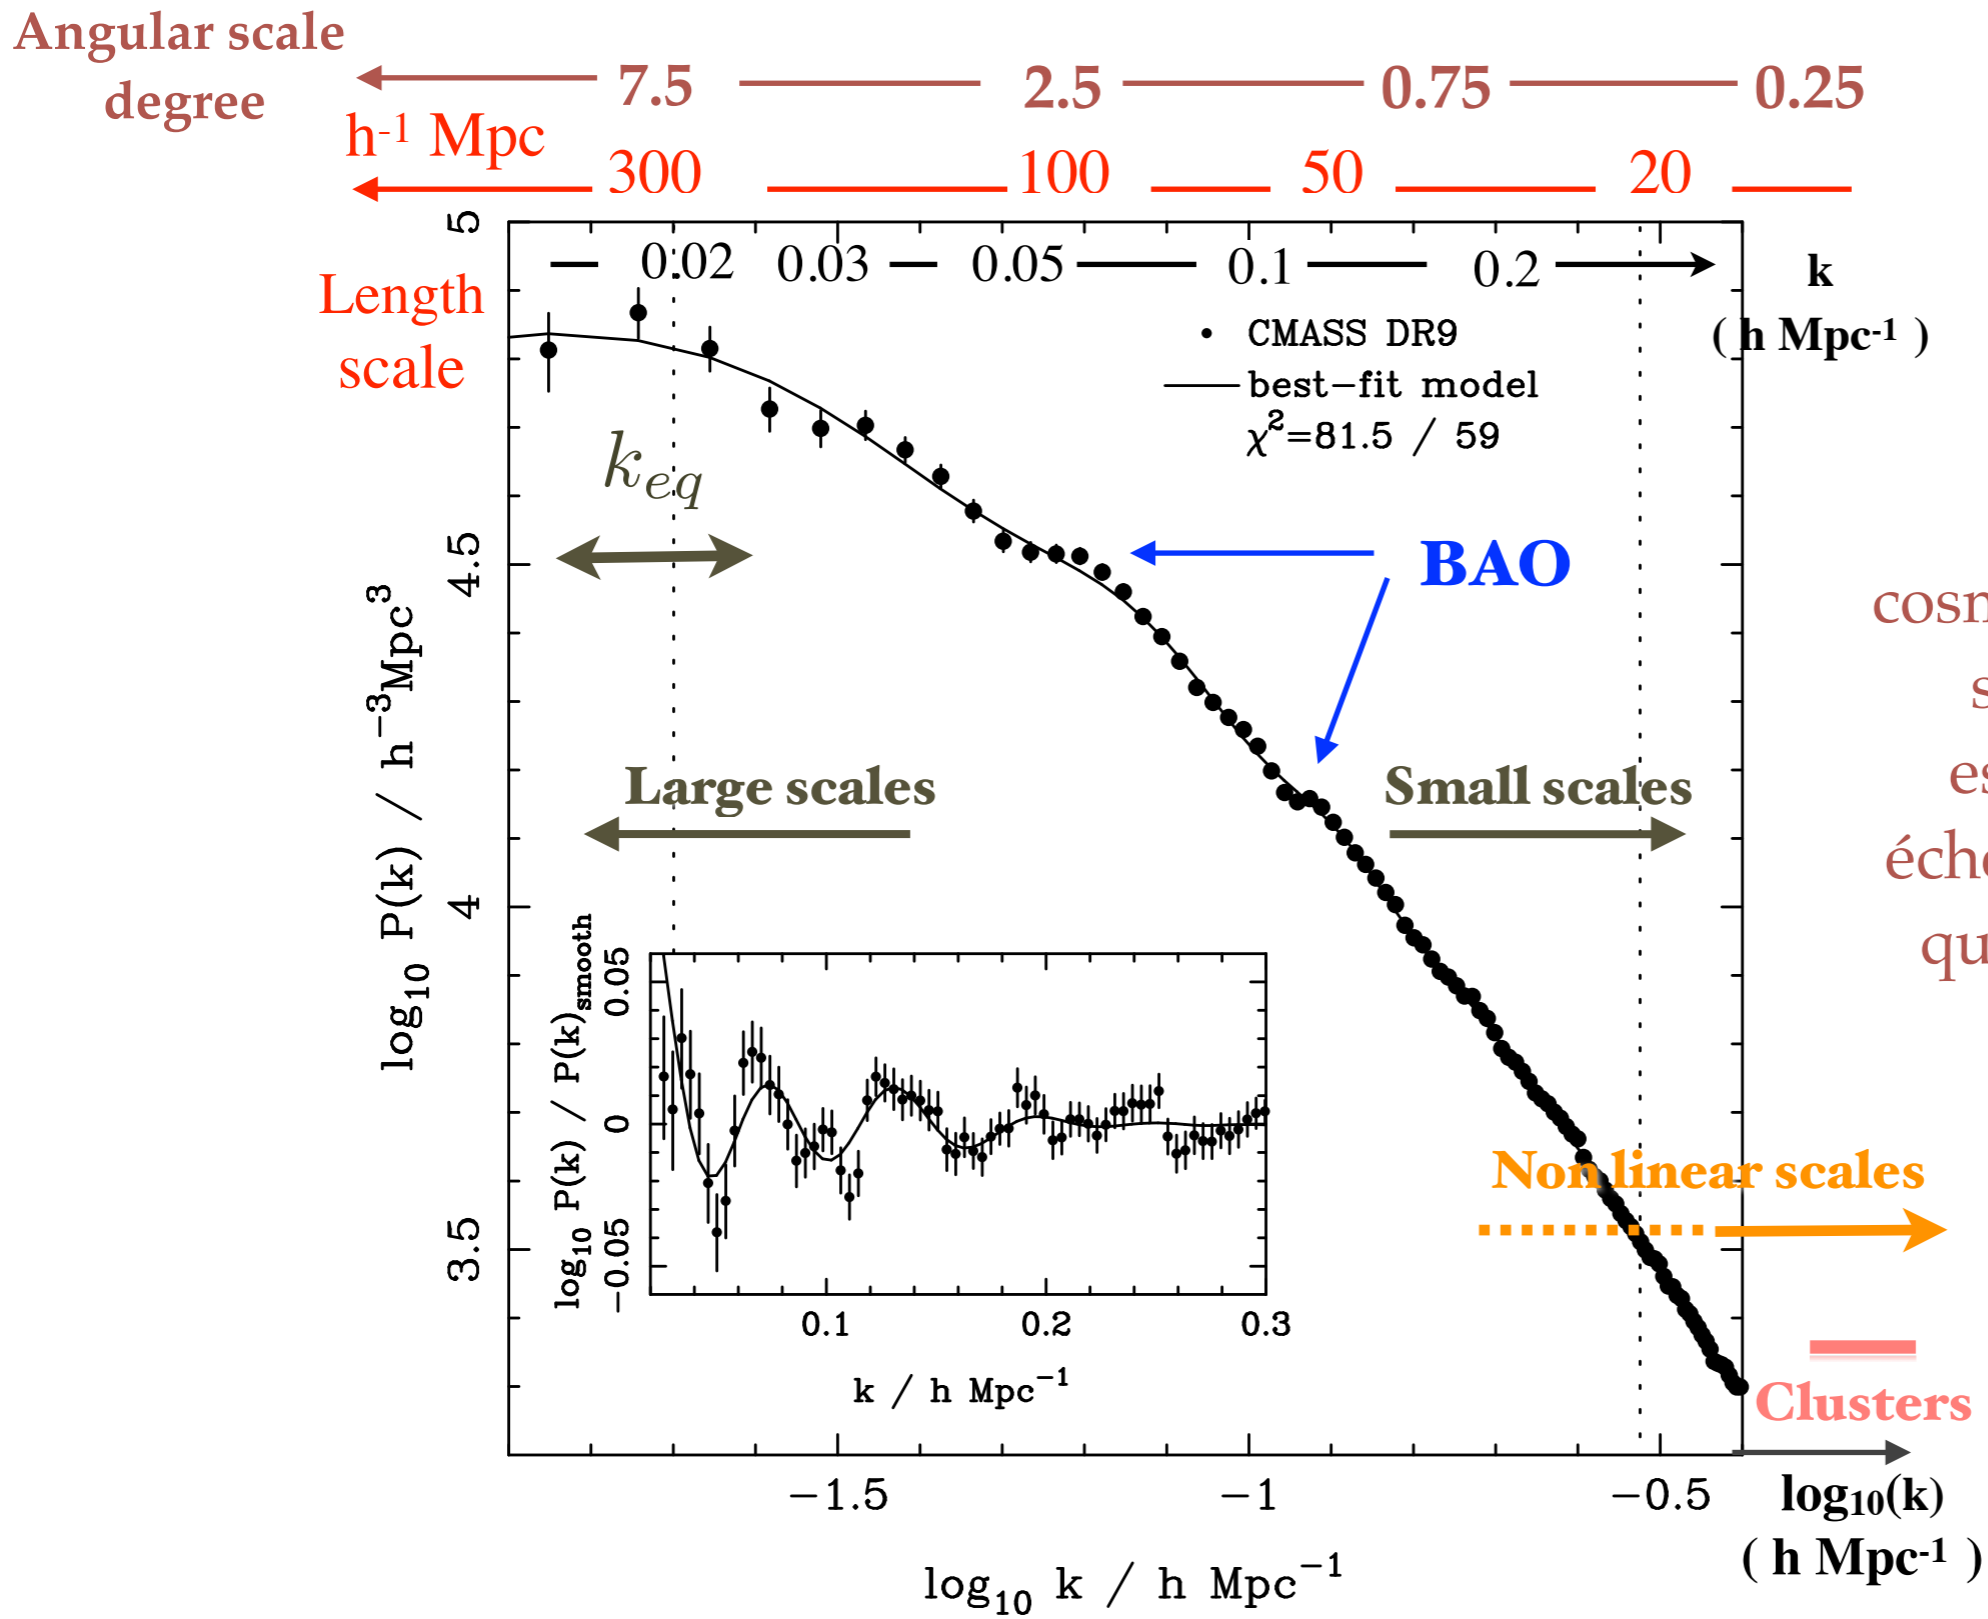 Angular scale
degree
7.5 2.5 0.75 0.25
h-1 Mpc
300 100 50 20
Length
scale
0.02 0.03 0.05 0.1 0.2
k
( h Mpc-1 )
CMASS DR9
best-fit model
χ2=81.5 / 59
keq
BAO
Large scales
Small scales
Non linear scales
Clusters
5
4.5
4
3.5
log10 P(k) / h−3Mpc3
0.05
0
−0.05
log10 P(k) / P(k)smooth
0.1 0.2 0.3
k / h Mpc−1
−1.5 −1 −0.5
log10 k / h Mpc−1
log10(k)
( h Mpc-1 )